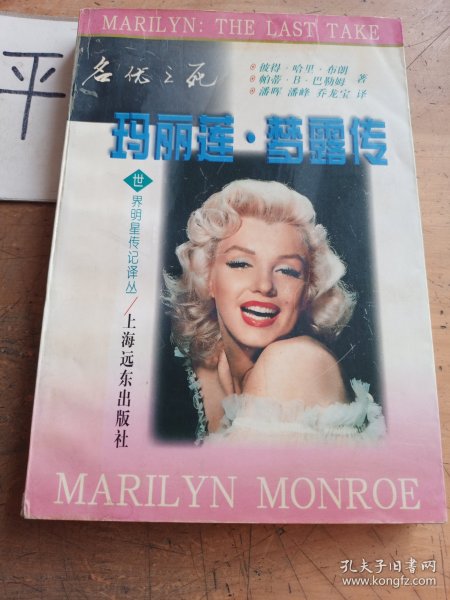 MARILYN: THE LAST TAKE
平
名优之死
彼得·哈里·布朗
帕蒂·B·巴勒姆 著
潘晖 潘峰 乔龙宝 译
玛丽莲·梦露传
世界明星传记译丛/上海远东出版社
MARILYN MONROE
孔夫子旧书网
www.kongfz.com